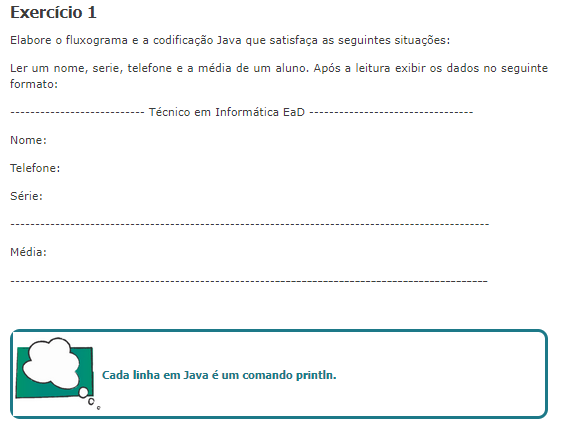 Exercício 1
Elabore o fluxograma e a codificação Java que satisfaça as seguintes situações:
Ler um nome, serie, telefone e a média de um aluno. Após a leitura exibir os dados no seguinte
formato:
--------------------------- Técnico em Informática EaD ---------------------------------
Nome:
Telefone:
Série:
------------------------------------------------------------------------------------------------
Média:
------------------------------------------------------------------------------------------------
Cada linha em Java é um comando println.